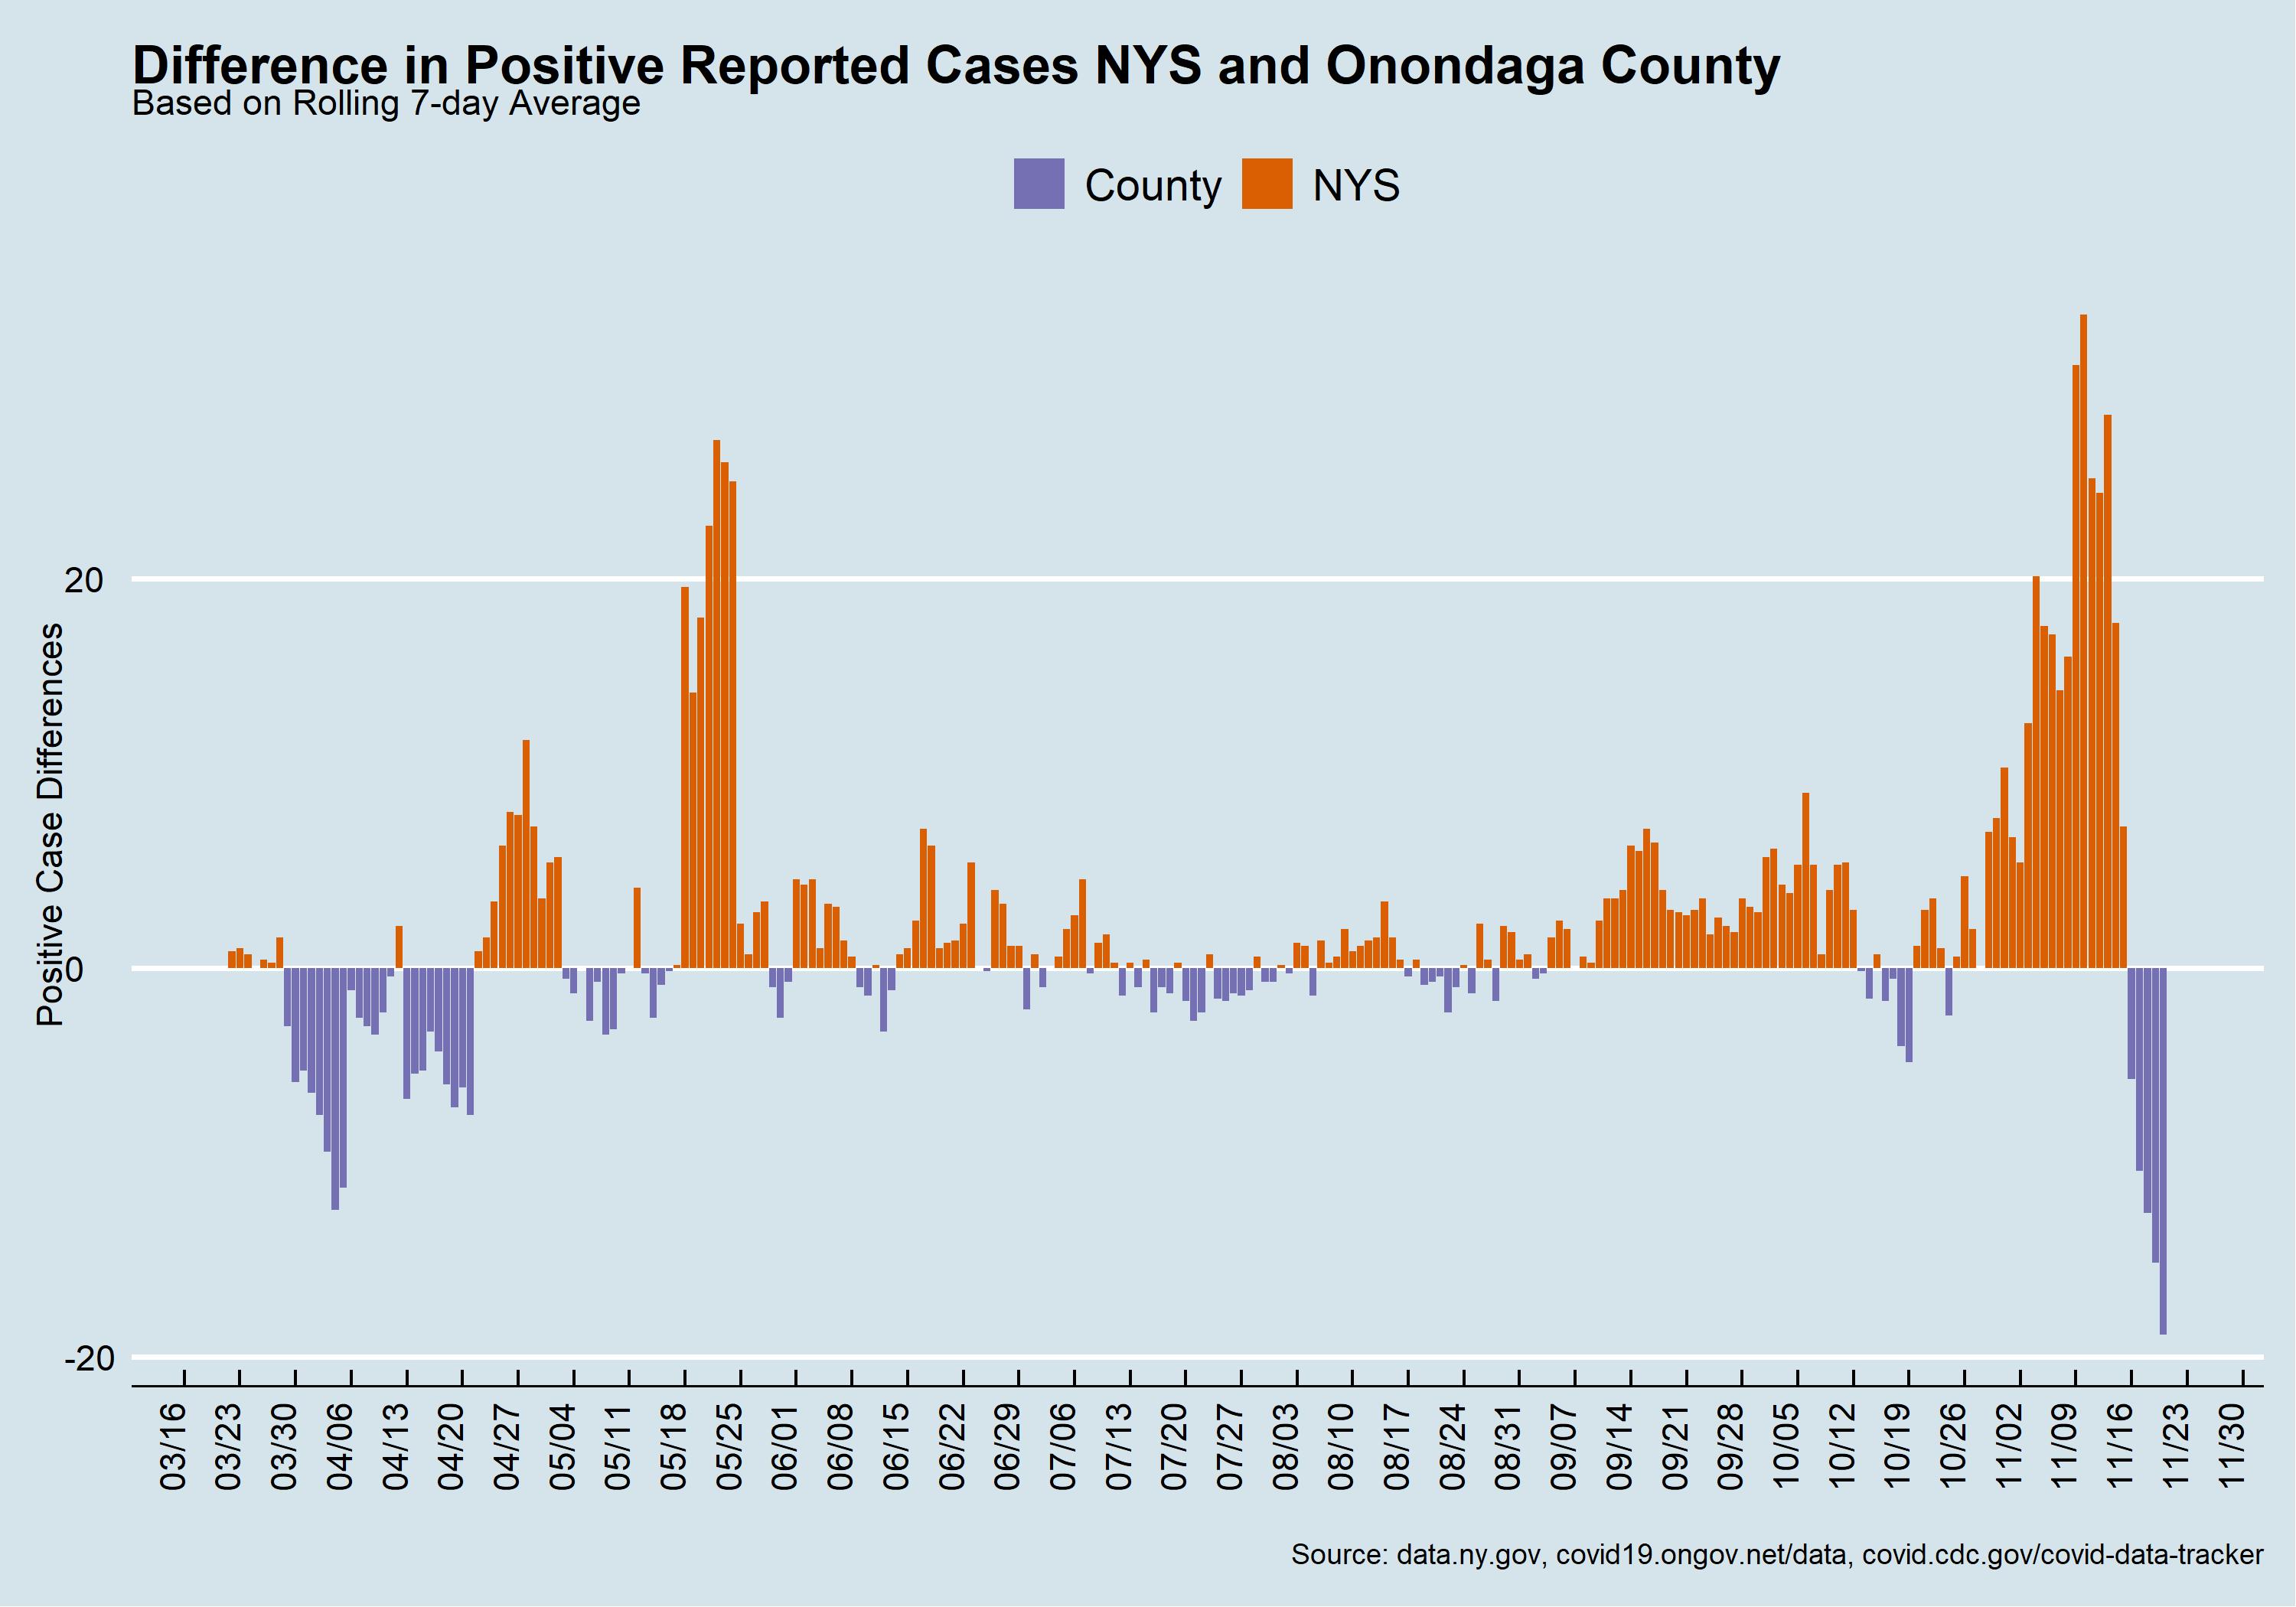 Difference in Positive Reported Cases NYS and Onondaga County
Based on Rolling 7-day Average
County NYS
Positive Case Differences
20
0
-20
03/16 03/23 03/30 04/06 04/13 04/20 04/27 05/04 05/11 05/18 05/25 06/01 06/08 06/15 06/22 06/29 07/06 07/13 07/20 07/27 08/03 08/10 08/17 08/24 08/31 09/07 09/14 09/21 09/28 10/05 10/12 10/19 10/26 11/02 11/09 11/16 11/23 11/30
Source: data.ny.gov, covid19.ongov.net/data, covid.cdc.gov/covid-data-tracker